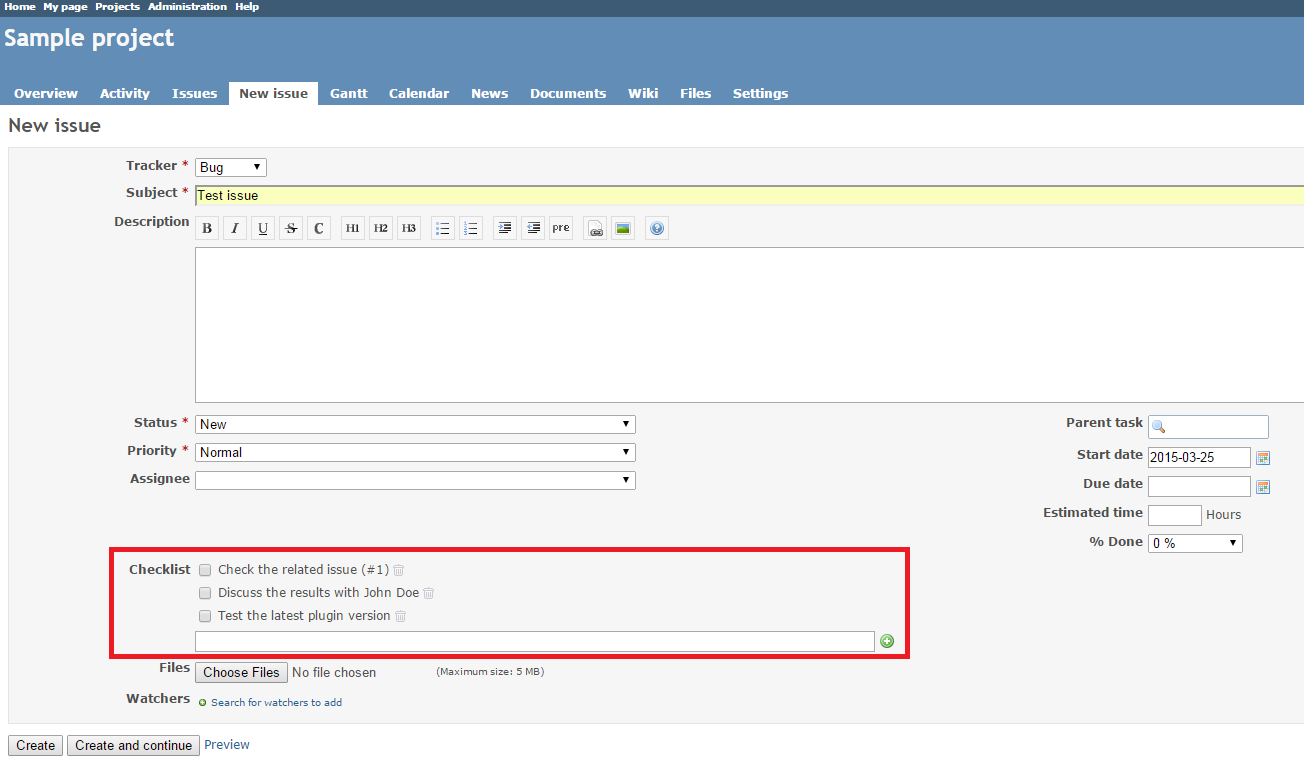 Home My page Projects Administration Help
Sample project
Overview Activity Issues New issue Gantt Calendar News Documents Wiki Files Settings
New issue
Tracker * Bug
Subject * Test issue
Description B I U S C H1 H2 H3 pre
Status * New
Priority * Normal
Assignee
Parent task
Start date 2015-03-25
Due date
Estimated time Hours
% Done 0 %
Checklist Check the related issue (#1)
Discuss the results with John Doe
Test the latest plugin version
Files Choose Files No file chosen (Maximum size: 5 MB)
Watchers Search for watchers to add
Create Create and continue Preview